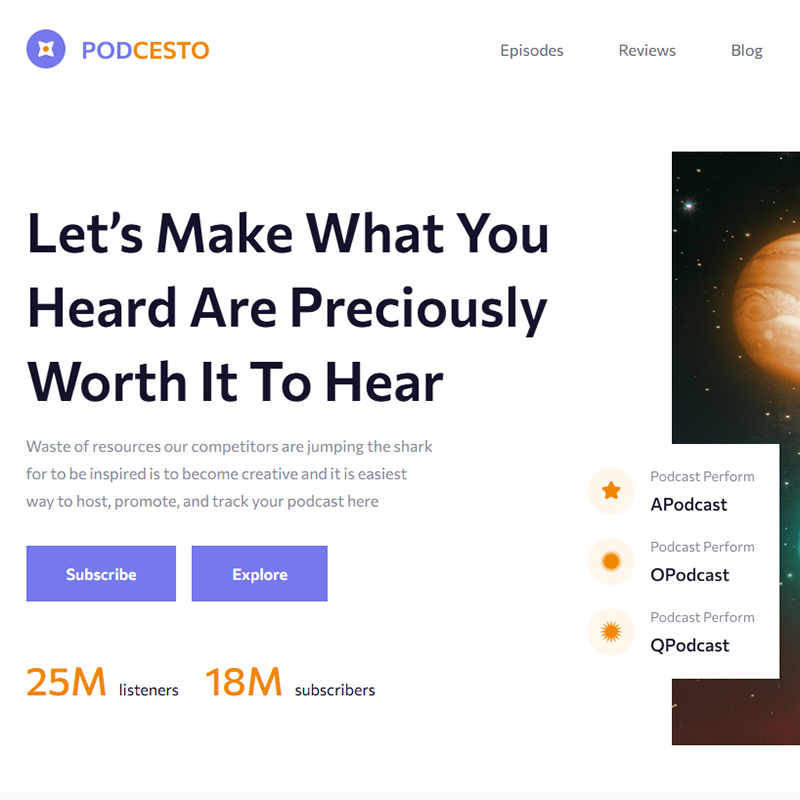 PODCESTO
Episodes
Reviews
Blog
Let’s Make What You
Heard Are Preciously
Worth It To Hear
Waste of resources our competitors are jumping the shark
for to be inspired is to become creative and it is easiest
way to host, promote, and track your podcast here
Subscribe
Explore
25M listeners
18M subscribers
Podcast Perform
APodcast
Podcast Perform
OPodcast
Podcast Perform
QPodcast